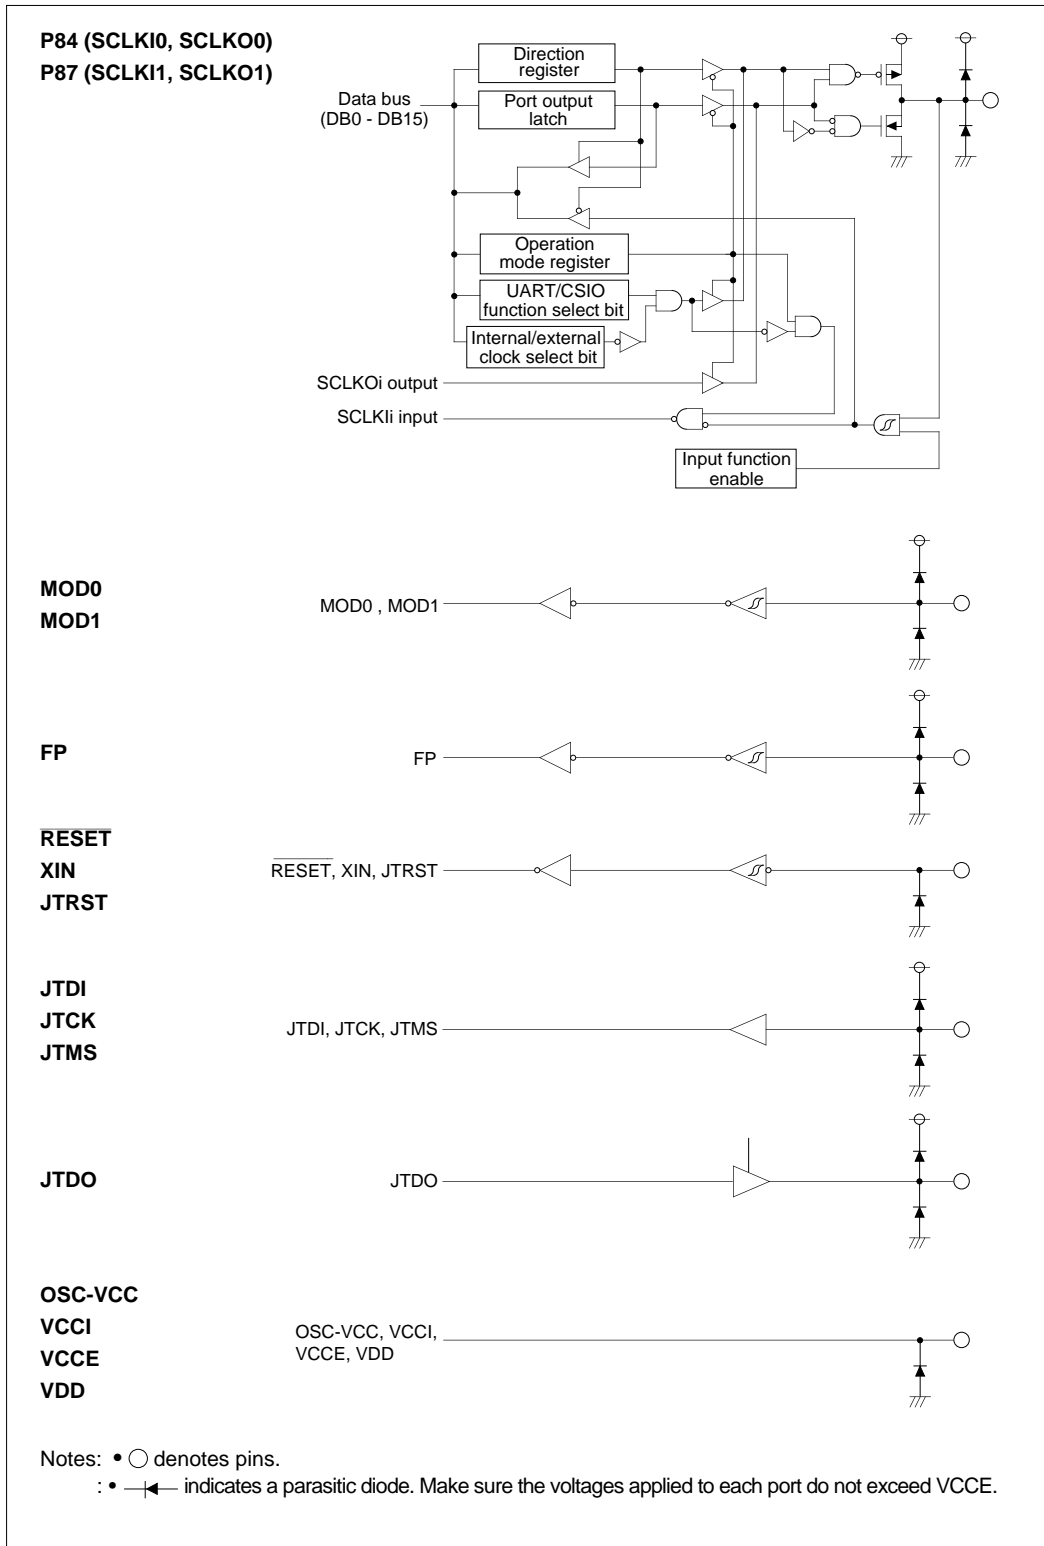 P84 (SCLKI0, SCLKO0)
P87 (SCLKI1, SCLKO1)
Data bus
(DB0 - DB15)
Direction
register
Port output
latch
Operation
mode register
UART/CSIO
function select bit
Internal/external
clock select bit
SCLKOi output
SCLKIi input
Input function
enable
MOD0
MOD1
MOD0 , MOD1
FP
FP
RESET
XIN
JTRST
RESET, XIN, JTRST
JTDI
JTCK
JTMS
JTDI, JTCK, JTMS
JTDO
JTDO
OSC-VCC
VCCI
VCCE
VDD
OSC-VCC, VCCI,
VCCE, VDD
Notes: • ○ denotes pins.
: • indicates a parasitic diode. Make sure the voltages applied to each port do not exceed VCCE.